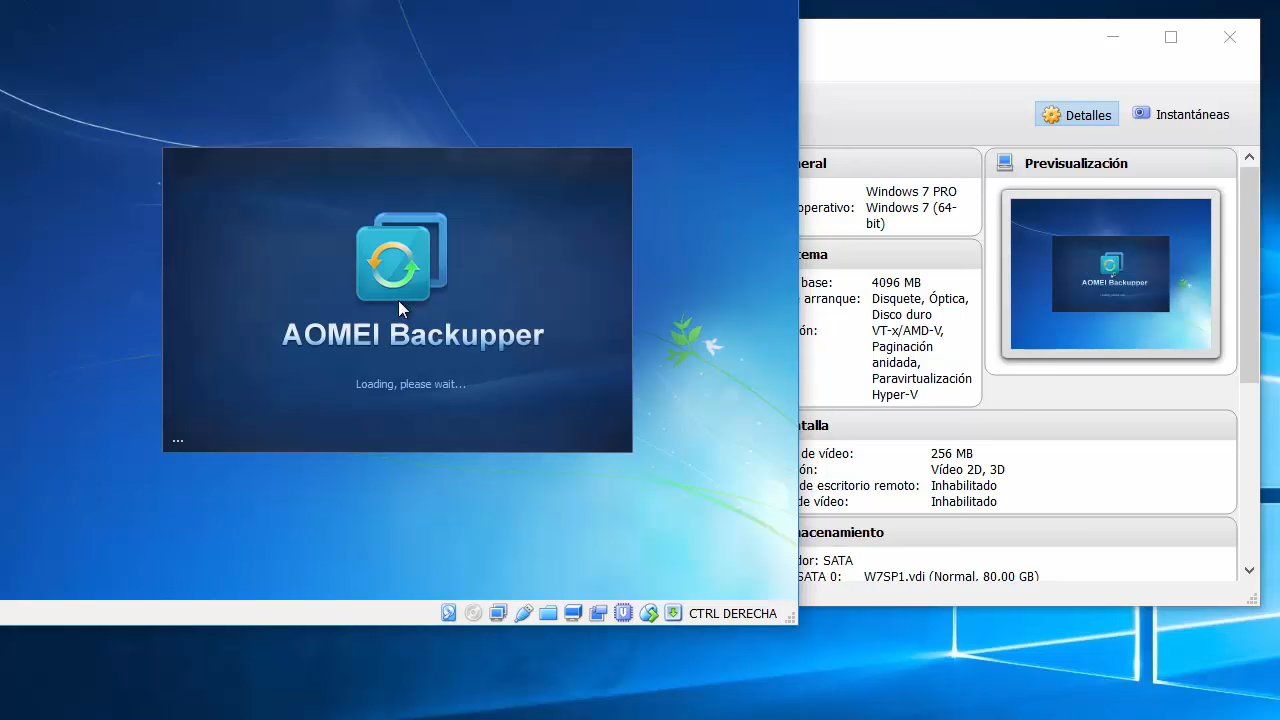 AOMEI Backupper
Loading, please wait...
...
CTRL DERECHA
Detalles
Instantáneas
eral
Windows 7 PRO
operativo: Windows 7 (64-
bit)
ema
base: 4096 MB
arranque: Disquete, Óptica,
Disco duro
ón: VT-x/AMD-V,
Paginación
anidada,
Paravirtualización
Hyper-V
Previsualización
AOMEI Backupper
talla
de vídeo: 256 MB
ón: Vídeo 2D, 3D
de escritorio remoto: Inhabilitado
de vídeo: Inhabilitado
macenamiento
dor: SATA
SATA 0: W7SP1.vdi (Normal, 80.00 GB)